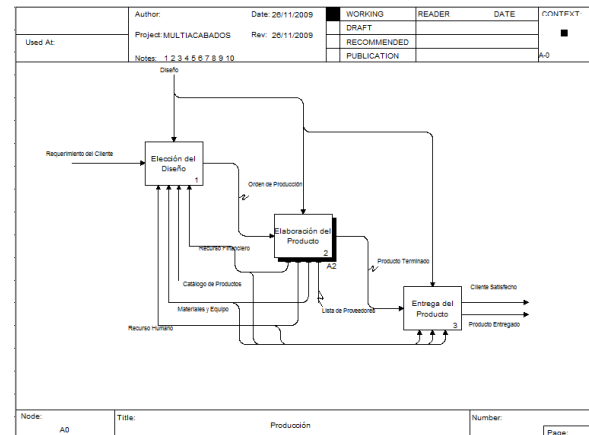 Used At:
Author:
Date: 26/11/2009
Project: MULTIACABADOS
Rev: 26/11/2009
Notes: 1 2 3 4 5 6 7 8 9 10
WORKING
DRAFT
RECOMMENDED
PUBLICATION
READER
DATE
CONTEXT:
A-0
Diseño
Requerimiento del Cliente
Elección del
Diseño
1
Orden de Producción
Elaboración del
Producto
2
A2
Recurso Financiero
Producto Terminado
Catálogo de Productos
Cliente Satisfecho
Entrega del
Producto
3
Materiales y Equipo
Lista de Proveedores
Recurso Humano
Producto Entregado
Node:
A0
Title:
Producción
Number:
Page: